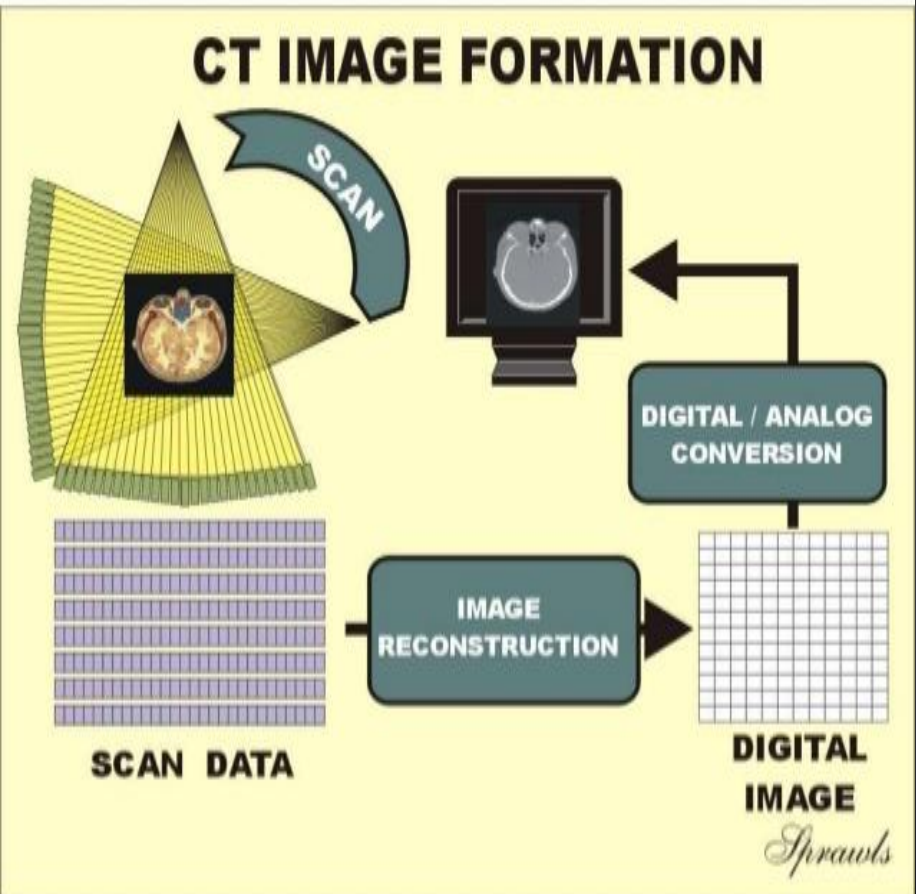 CT IMAGE FORMATION
SCAN
DIGITAL / ANALOG
CONVERSION
IMAGE
RECONSTRUCTION
SCAN DATA
DIGITAL
IMAGE
Sprawls